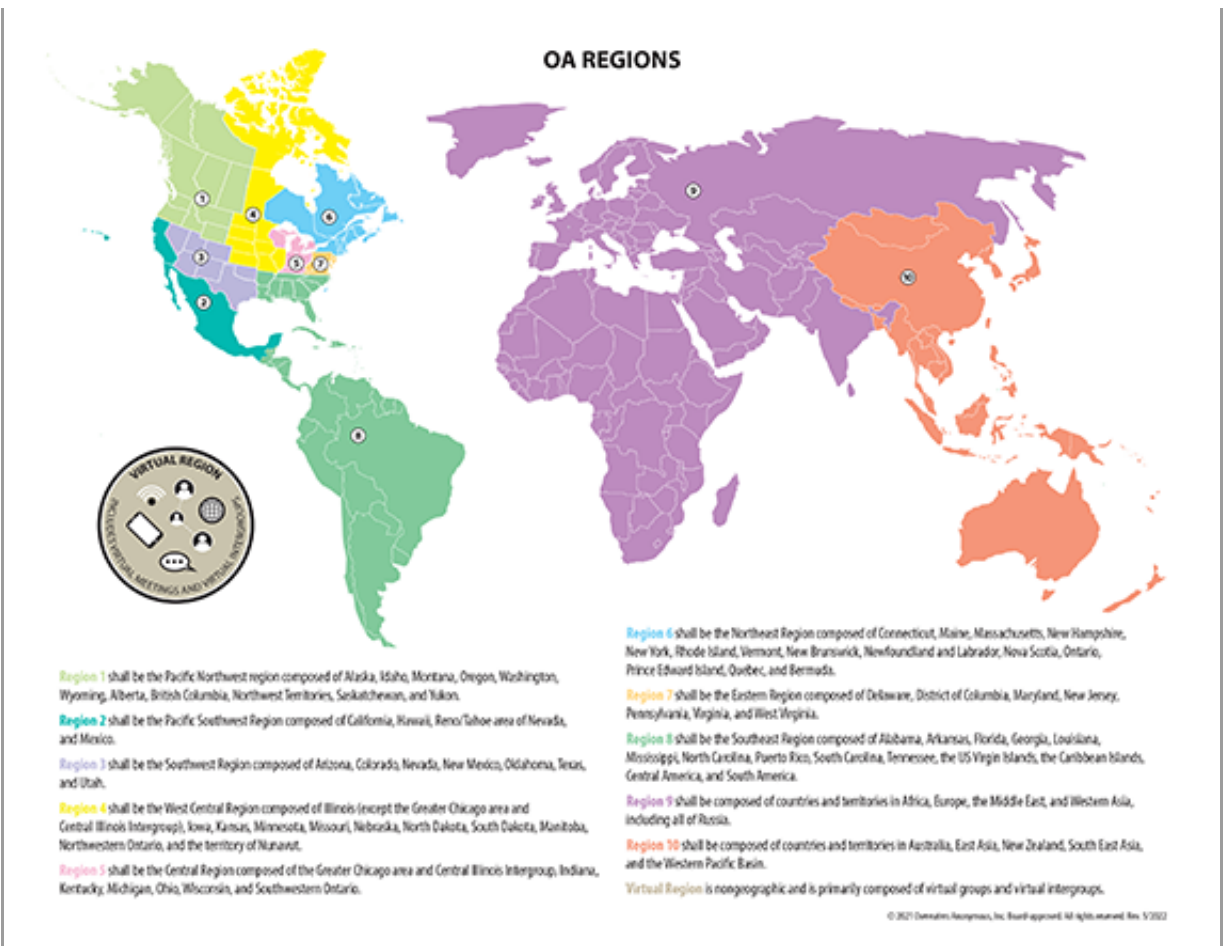 OA REGIONS
1
4
6
9
3
5
7
10
2
8
VIRTUAL REGION
INCLUDES VIRTUAL MEETINGS AND VIRTUAL INTERGROUPS
Region 1 shall be the Pacific Northwest region composed of Alaska, Idaho, Montana, Oregon, Washington,
Wyoming, Alberta, British Columbia, Northwest Territories, Saskatchewan, and Yukon.
Region 2 shall be the Pacific Southwest Region composed of California, Hawaii, Reno/Tahoe area of Nevada,
and Mexico.
Region 3 shall be the Southwest Region composed of Arizona, Colorado, Nevada, New Mexico, Oklahoma, Texas,
and Utah.
Region 4 shall be the West Central Region composed of Illinois (except the Greater Chicago area and
Central Illinois Intergroup), Iowa, Kansas, Minnesota, Missouri, Nebraska, North Dakota, South Dakota, Manitoba,
Northwestern Ontario, and the territory of Nunavut.
Region 5 shall be the Central Region composed of the Greater Chicago area and Central Illinois Intergroup, Indiana,
Kentucky, Michigan, Ohio, Wisconsin, and Southwestern Ontario.
Region 6 shall be the Northeast Region composed of Connecticut, Maine, Massachusetts, New Hampshire,
New York, Rhode Island, Vermont, New Brunswick, Newfoundland and Labrador, Nova Scotia, Ontario,
Prince Edward Island, Quebec, and Bermuda.
Region 7 shall be the Eastern Region composed of Delaware, District of Columbia, Maryland, New Jersey,
Pennsylvania, Virginia, and West Virginia.
Region 8 shall be the Southeast Region composed of Alabama, Arkansas, Florida, Georgia, Louisiana,
Mississippi, North Carolina, Puerto Rico, South Carolina, Tennessee, the US Virgin Islands, the Caribbean Islands,
Central America, and South America.
Region 9 shall be composed of countries and territories in Africa, Europe, the Middle East, and Western Asia,
including all of Russia.
Region 10 shall be composed of countries and territories in Australia, East Asia, New Zealand, South East Asia,
and the Western Pacific Basin.
Virtual Region is nongeographic and is primarily composed of virtual groups and virtual intergroups.
© 2021 Overeaters Anonymous, Inc. Board-approved. All rights reserved. Rev. 5/2022